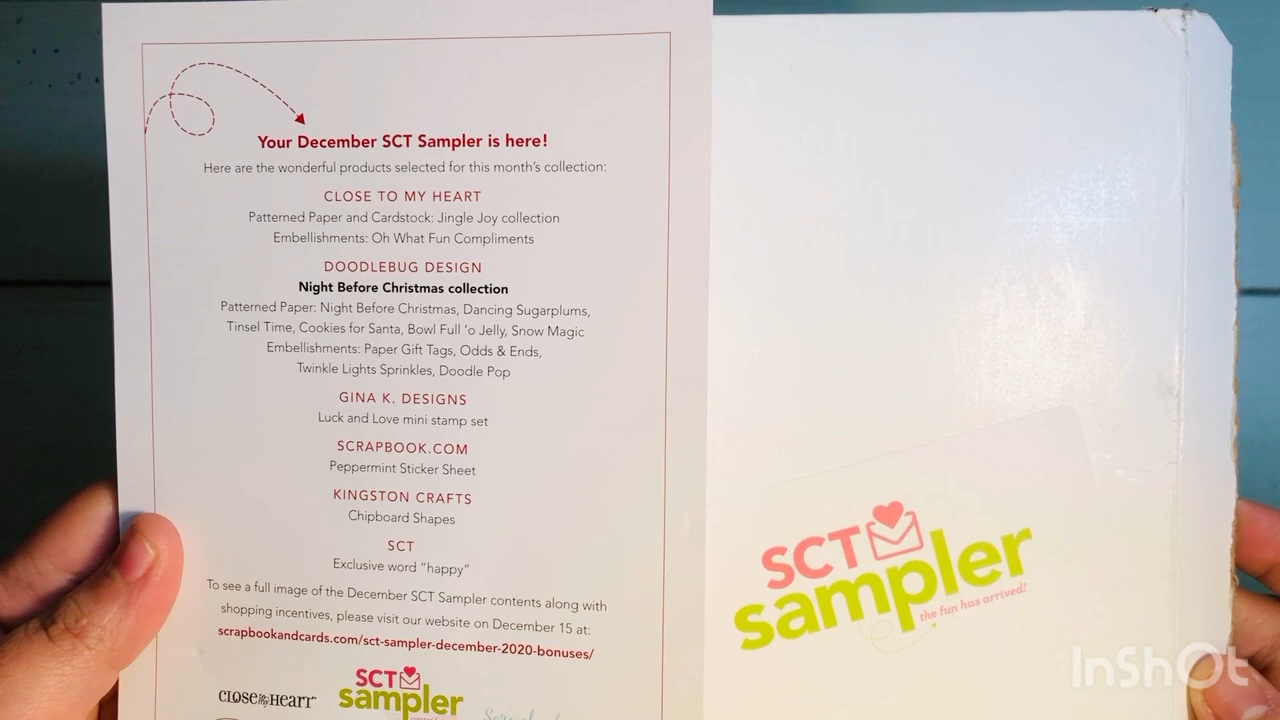 Your December SCT Sampler is here!
Here are the wonderful products selected for this month's collection:
CLOSE TO MY HEART
Patterned Paper and Cardstock: Jingle Joy collection
Embellishments: Oh What Fun Compliments
DOODLEBUG DESIGN
Night Before Christmas collection
Patterned Paper: Night Before Christmas, Dancing Sugarplums,
Tinsel Time, Cookies for Santa, Bowl Full 'o Jelly, Snow Magic
Embellishments: Paper Gift Tags, Odds & Ends,
Twinkle Lights Sprinkles, Doodle Pop
GINA K. DESIGNS
Luck and Love mini stamp set
SCRAPBOOK.COM
Peppermint Sticker Sheet
KINGSTON CRAFTS
Chipboard Shapes
SCT
Exclusive word "happy"
To see a full image of the December SCT Sampler contents along with
shopping incentives, please visit our website on December 15 at:
scrapbookandcards.com/sct-sampler-december-2020-bonuses/
CLOSE TO MY HEART
SCT
sampler
SCT
sampler
the fun has arrived!
InShOt